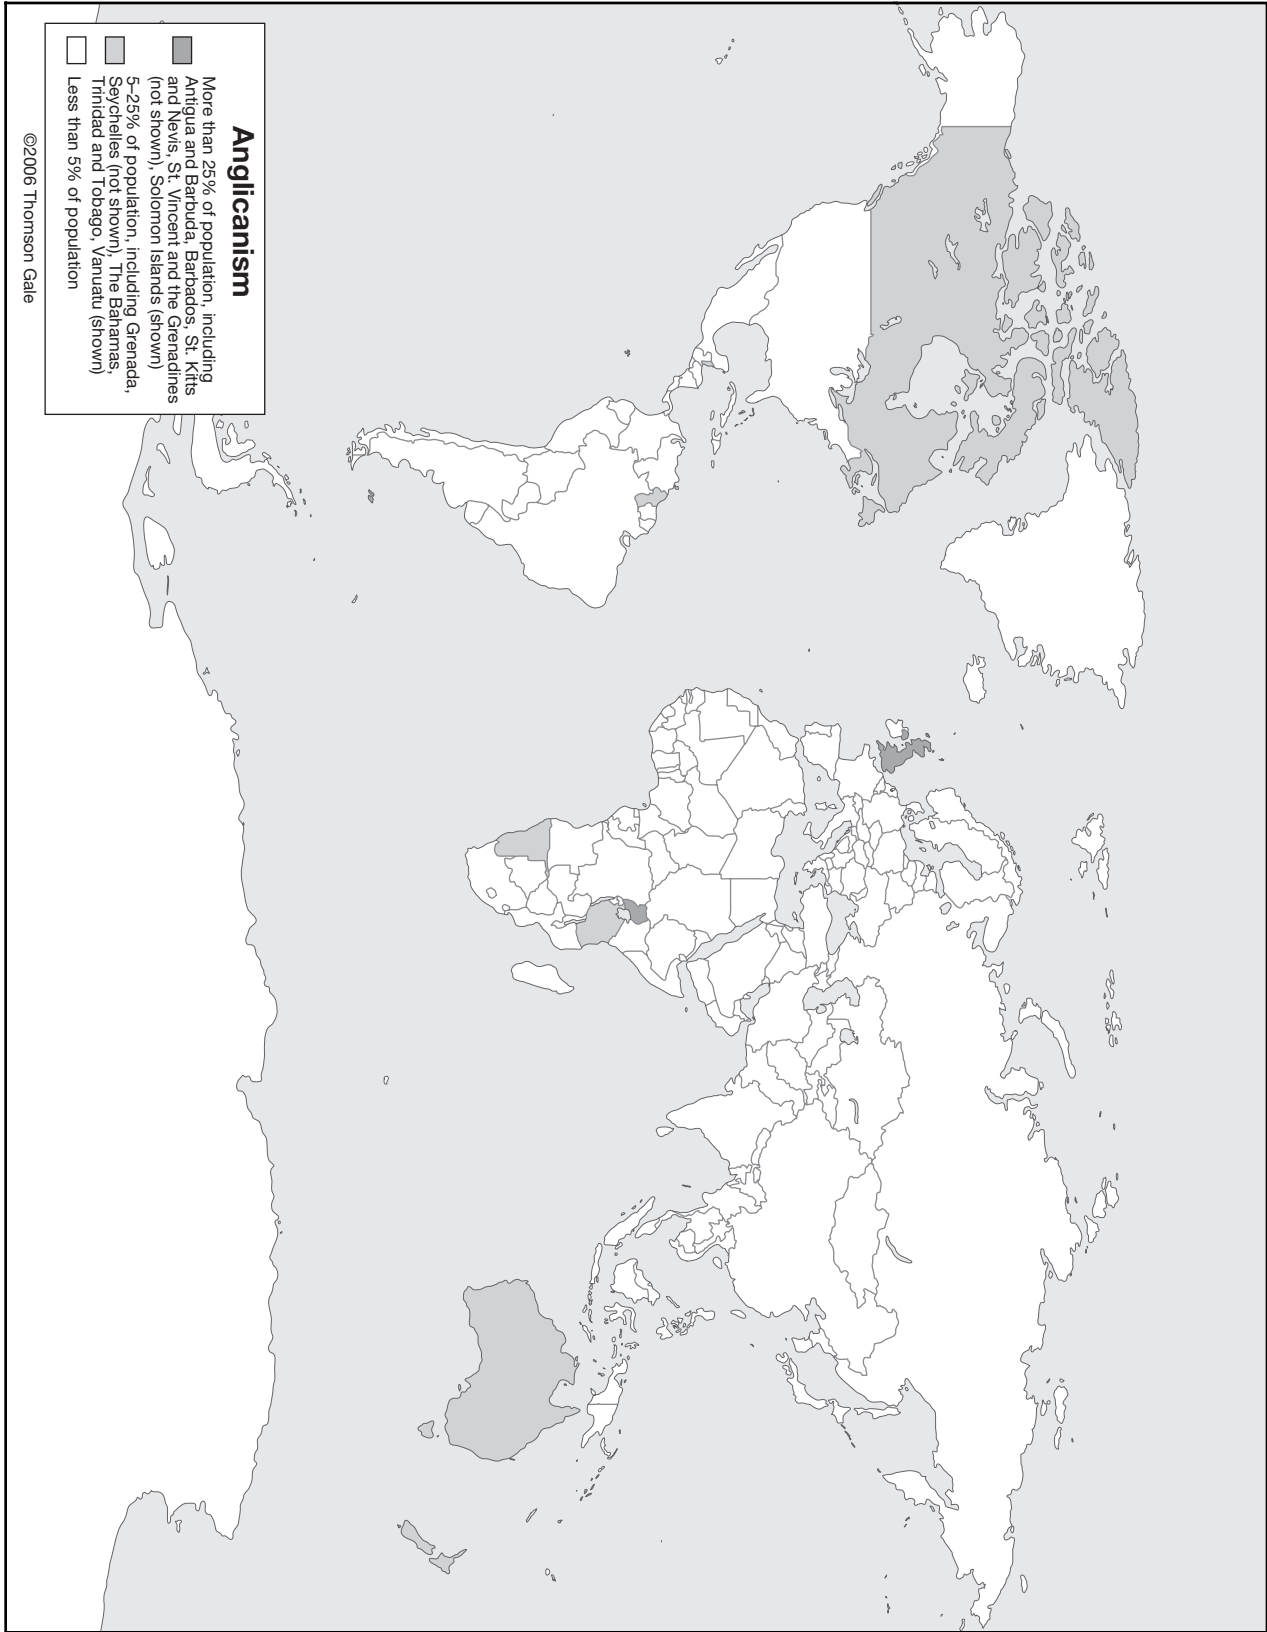 Anglicanism
More than 25% of population, including
Antigua and Barbuda, Barbados, St. Kitts
and Nevis, St. Vincent and the Grenadines
(not shown), Solomon Islands (shown)
5–25% of population, including Grenada,
Seychelles (not shown), The Bahamas,
Trinidad and Tobago, Vanuatu (shown)
Less than 5% of population
©2006 Thomson Gale